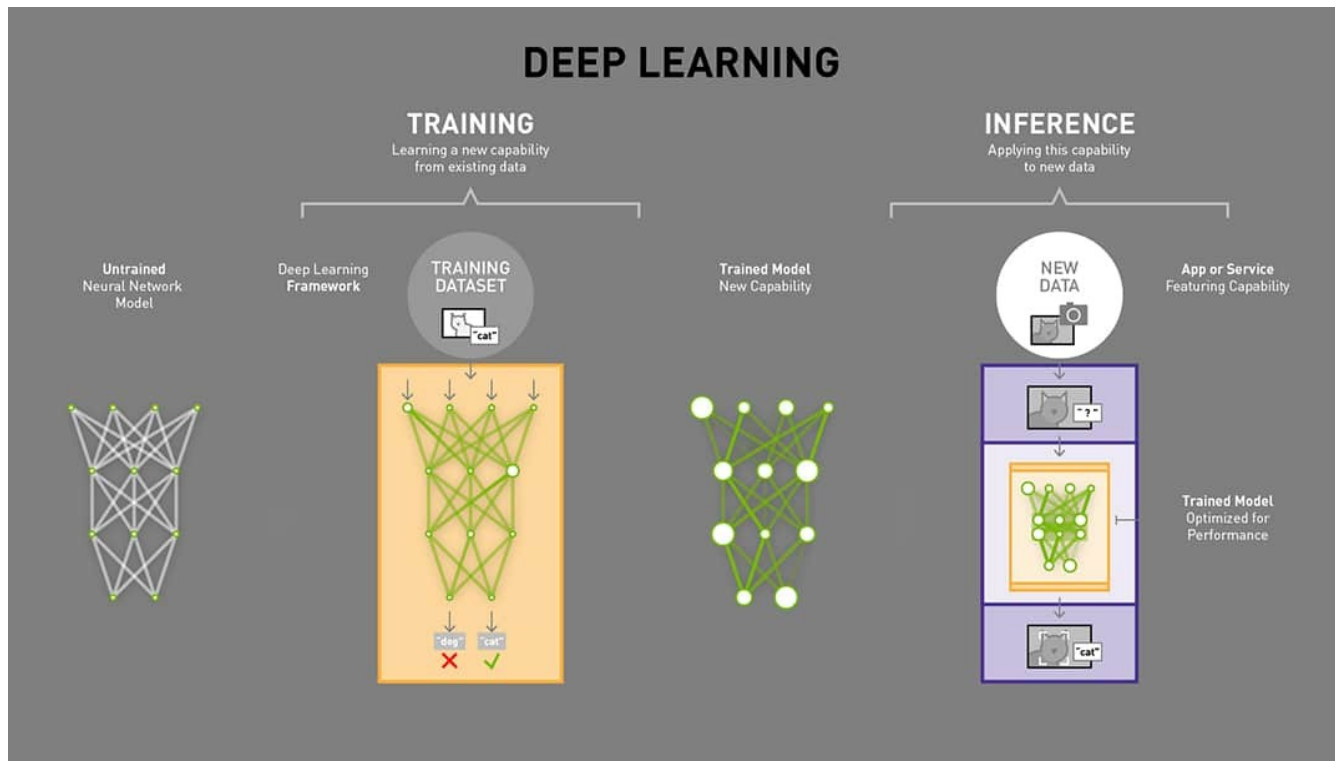 DEEP LEARNING
TRAINING
Learning a new capability
from existing data
INFERENCE
Applying this capability
to new data
Untrained
Neural Network
Model
Deep Learning
Framework
TRAINING
DATASET
"cat"
Trained Model
New Capability
NEW
DATA
App or Service
Featuring Capability
"?"
Trained Model
Optimized for
Performance
"dog"
"cat"
"cat"